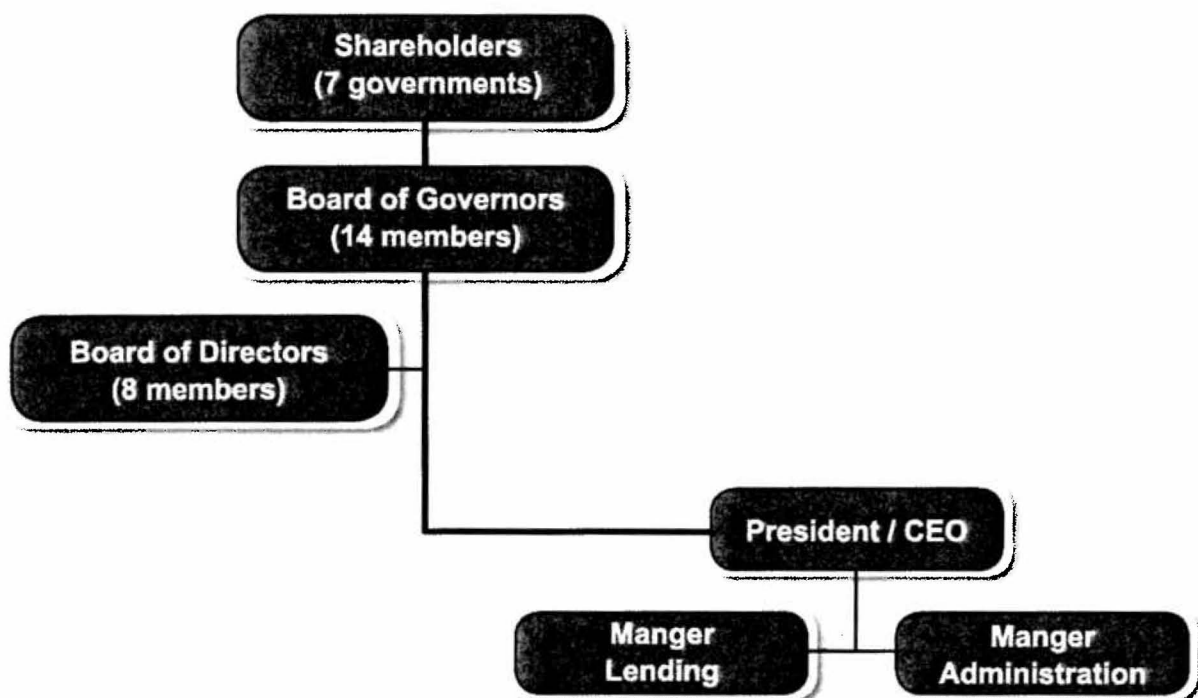 Shareholders
(7 governments)
Board of Governors
(14 members)
Board of Directors
(8 members)
President / CEO
Manger
Lending
Manger
Administration